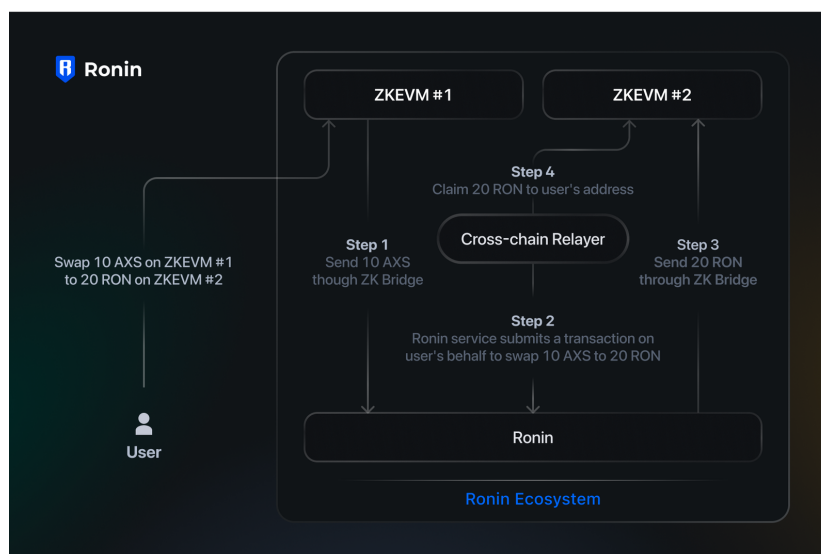 Ronin
ZKEVM #1
ZKEVM #2
Step 4
Claim 20 RON to user's address
Cross-chain Relayer
Swap 10 AXS on ZKEVM #1
to 20 RON on ZKEVM #2
Step 1
Send 10 AXS
though ZK Bridge
Step 3
Send 20 RON
through ZK Bridge
Step 2
Ronin service submits a transaction on
user's behalf to swap 10 AXS to 20 RON
User
Ronin
Ronin Ecosystem